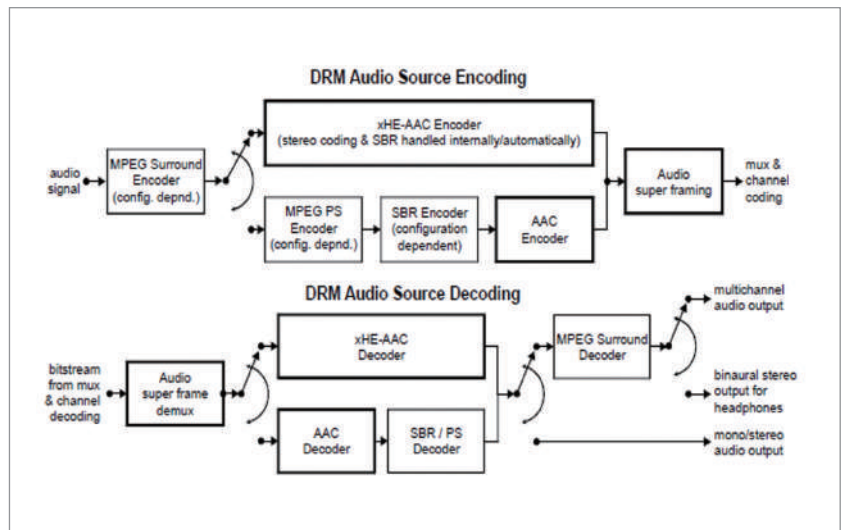 DRM Audio Source Encoding
audio
signal
MPEG Surround
Encoder
(config. depnd.)
xHE-AAC Encoder
(stereo coding & SBR handled internally/automatically)
MPEG PS
Encoder
(config. depnd.)
SBR Encoder
(configuration
dependent)
AAC
Encoder
Audio
super framing
mux &
channel
coding
DRM Audio Source Decoding
bitstream
from mux
& channel
decoding
Audio
super frame
demux
xHE-AAC
Decoder
AAC
Decoder
SBR / PS
Decoder
MPEG Surround
Decoder
multichannel
audio output
binaural stereo
output for
headphones
mono/stereo
audio output